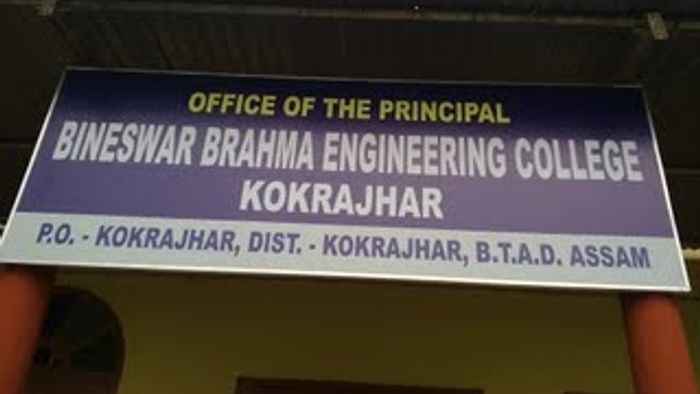 OFFICE OF THE PRINCIPAL
BINESWAR BRAHMA ENGINEERING COLLEGE
KOKRAJHAR
P.O. - KOKRAJHAR, DIST. - KOKRAJHAR, B.T.A.D. ASSAM